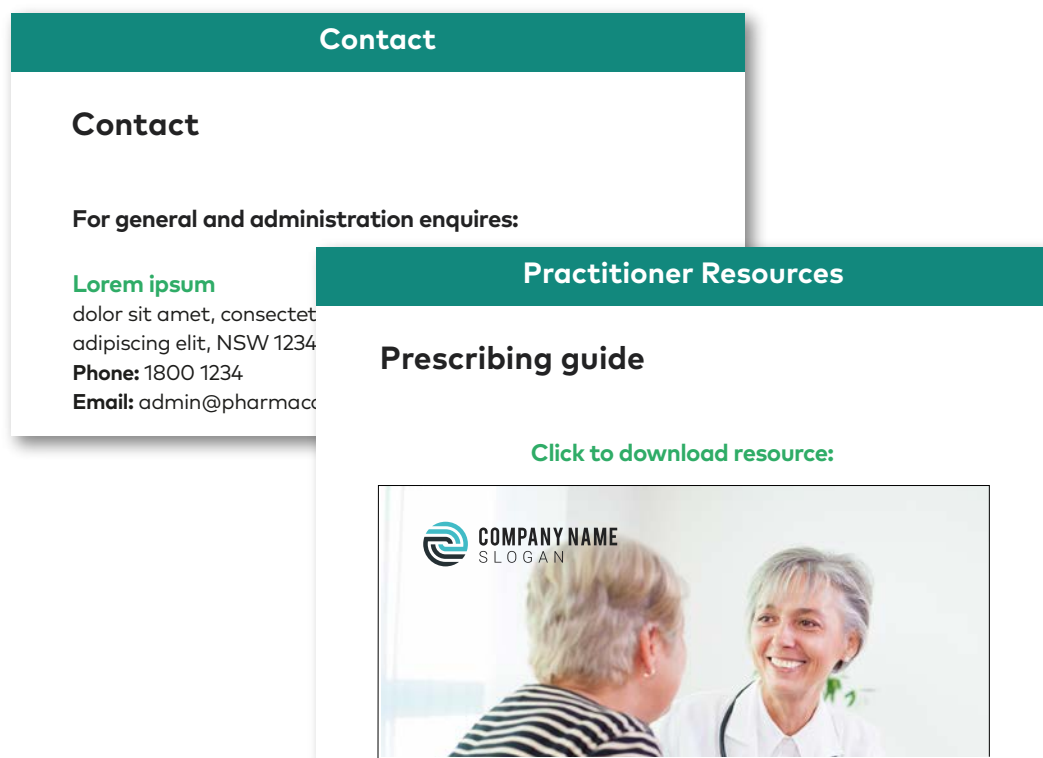 Contact
Contact
For general and administration enquires:
Lorem ipsum
dolor sit amet, consectet
adipiscing elit, NSW 1234
Phone: 1800 1234
Email: admin@pharmac
Practitioner Resources
Prescribing guide
Click to download resource:
COMPANY NAME
SLOGAN